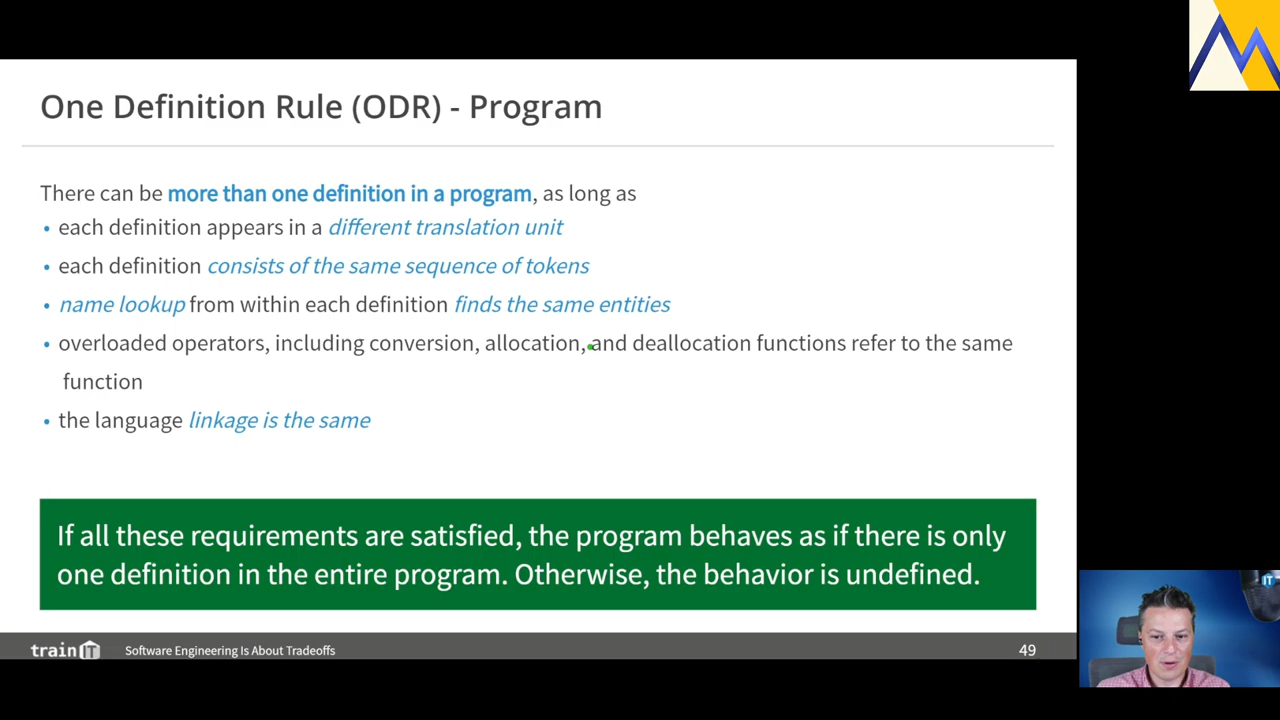 One Definition Rule (ODR) - Program
There can be more than one definition in a program, as long as
• each definition appears in a different translation unit
• each definition consists of the same sequence of tokens
• name lookup from within each definition finds the same entities
• overloaded operators, including conversion, allocation, and deallocation functions refer to the same
function
• the language linkage is the same
If all these requirements are satisfied, the program behaves as if there is only
one definition in the entire program. Otherwise, the behavior is undefined.
train IT
Software Engineering Is About Tradeoffs
49
IT